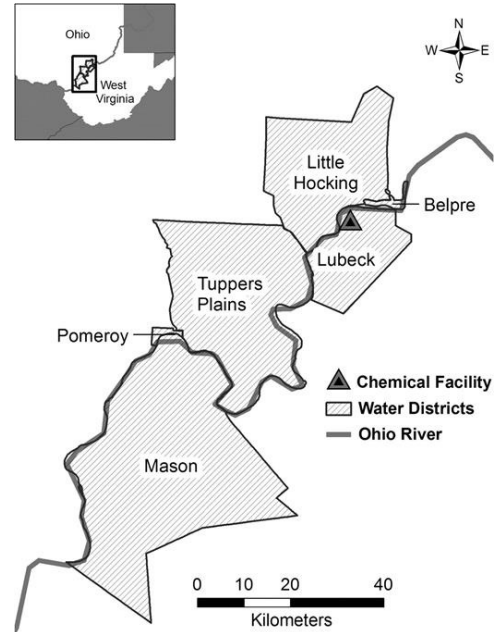 Ohio
West
Virginia
N
W E
S
Little
Hocking
Belpre
Lubeck
Tuppers
Plains
Pomeroy
Chemical Facility
Water Districts
Ohio River
Mason
0 10 20 40
Kilometers